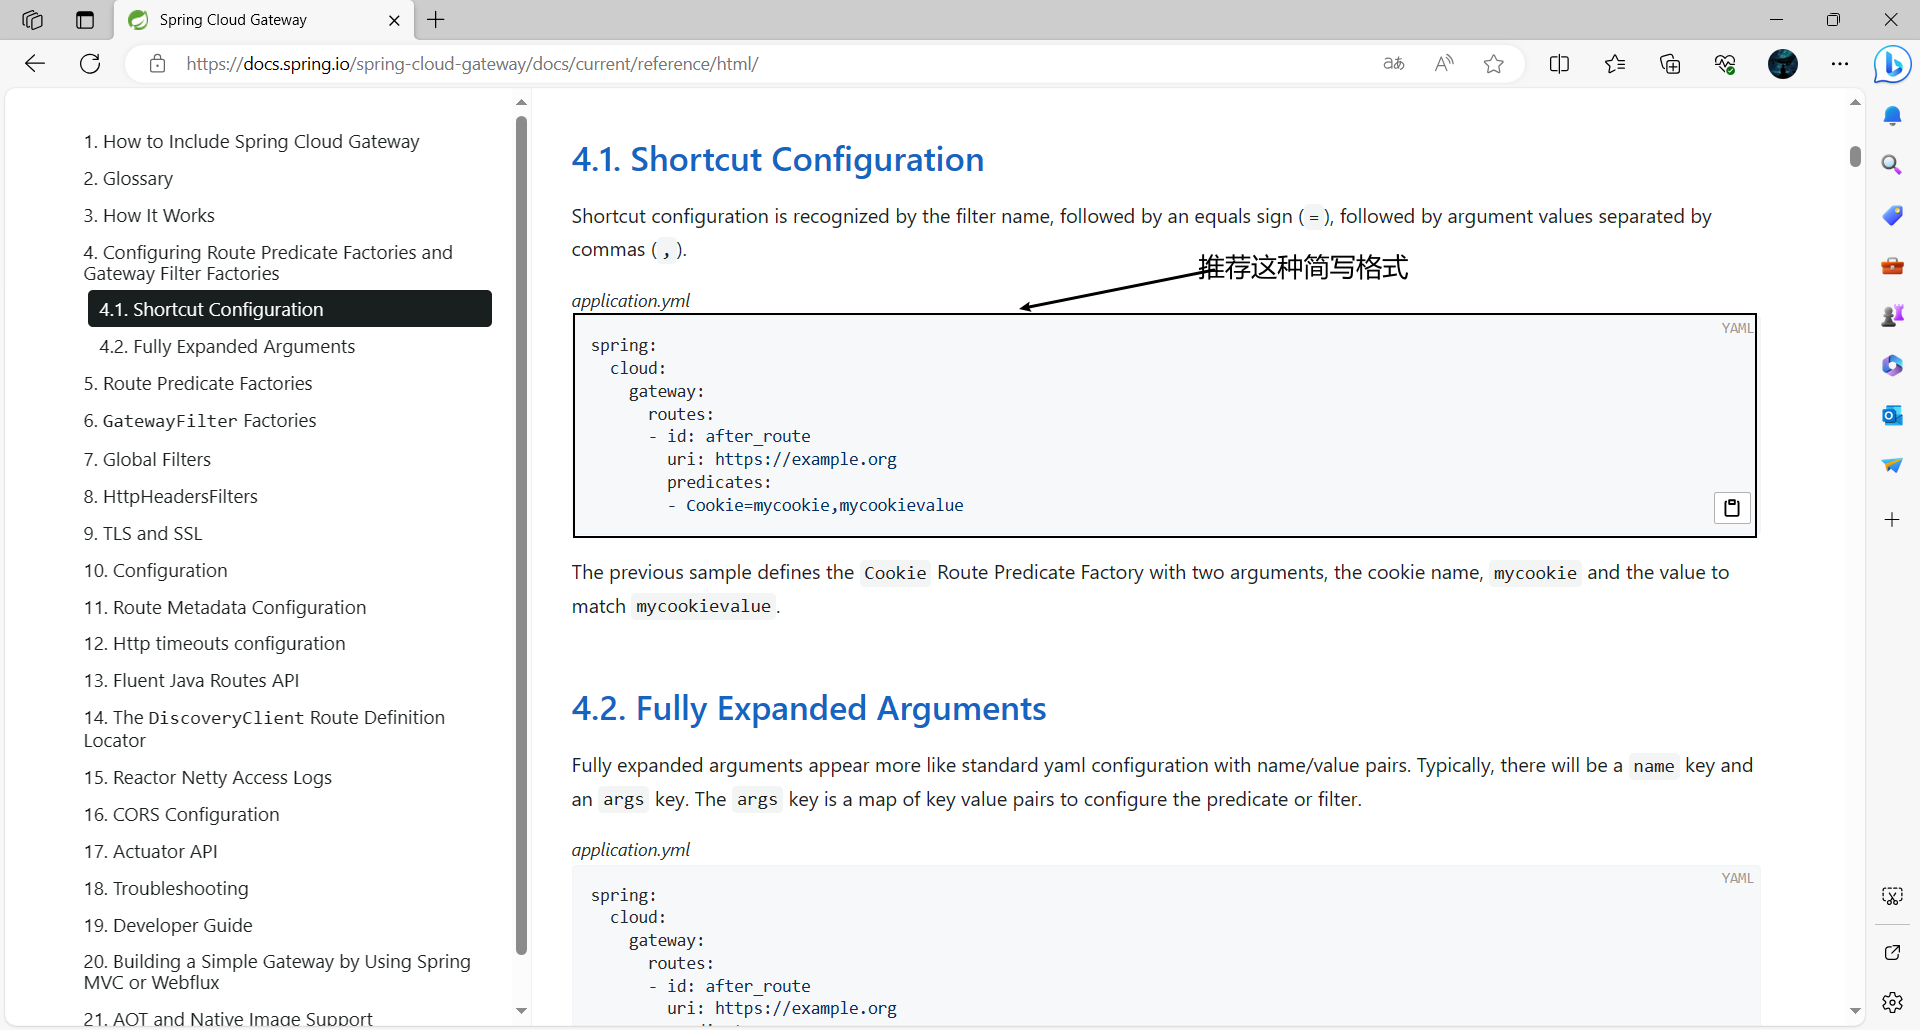 Spring Cloud Gateway
https://docs.spring.io/spring-cloud-gateway/docs/current/reference/html/
1. How to Include Spring Cloud Gateway
2. Glossary
3. How It Works
4. Configuring Route Predicate Factories and
Gateway Filter Factories
4.1. Shortcut Configuration
4.2. Fully Expanded Arguments
5. Route Predicate Factories
6. GatewayFilter Factories
7. Global Filters
8. HttpHeadersFilters
9. TLS and SSL
10. Configuration
11. Route Metadata Configuration
12. Http timeouts configuration
13. Fluent Java Routes API
14. The DiscoveryClient Route Definition
Locator
15. Reactor Netty Access Logs
16. CORS Configuration
17. Actuator API
18. Troubleshooting
19. Developer Guide
20. Building a Simple Gateway by Using Spring
MVC or Webflux
21. AOT and Native Image Support
4.1. Shortcut Configuration
Shortcut configuration is recognized by the filter name, followed by an equals sign (=), followed by argument values separated by
commas (,).
推荐这种简写格式
application.yml
YAML
spring:
  cloud:
    gateway:
      routes:
      - id: after_route
        uri: https://example.org
        predicates:
        - Cookie=mycookie,mycookievalue
The previous sample defines the Cookie Route Predicate Factory with two arguments, the cookie name, mycookie and the value to
match mycookievalue.
4.2. Fully Expanded Arguments
Fully expanded arguments appear more like standard yaml configuration with name/value pairs. Typically, there will be a name key and
an args key. The args key is a map of key value pairs to configure the predicate or filter.
application.yml
YAML
spring:
  cloud:
    gateway:
      routes:
      - id: after_route
        uri: https://example.org